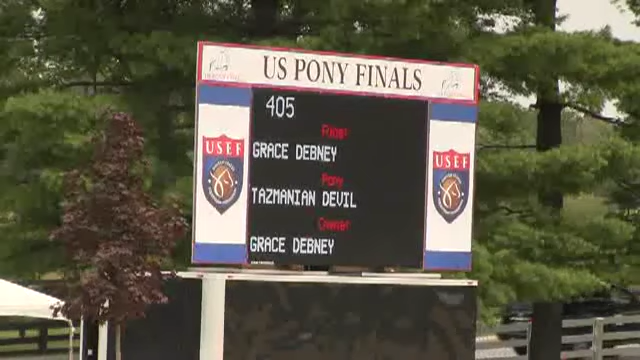 US PONY FINALS
405
Rider
GRACE DEBNEY
Pony
TAZMANIAN DEVIL
Owner
GRACE DEBNEY
USEF
USEF